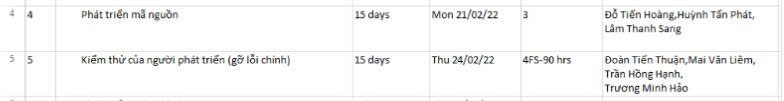 4 4 Phát triển mã nguồn 15 days Mon 21/02/22 3 Đỗ Tiến Hoàng,Huỳnh Tấn Phát,
Lâm Thanh Sang
5 5 Kiểm thử của người phát triển (gỡ lỗi chính) 15 days Thu 24/02/22 4FS-90 hrs Đoàn Tiến Thuận,Mai Văn Liêm,
Trần Hồng Hạnh,
Trương Minh Hảo